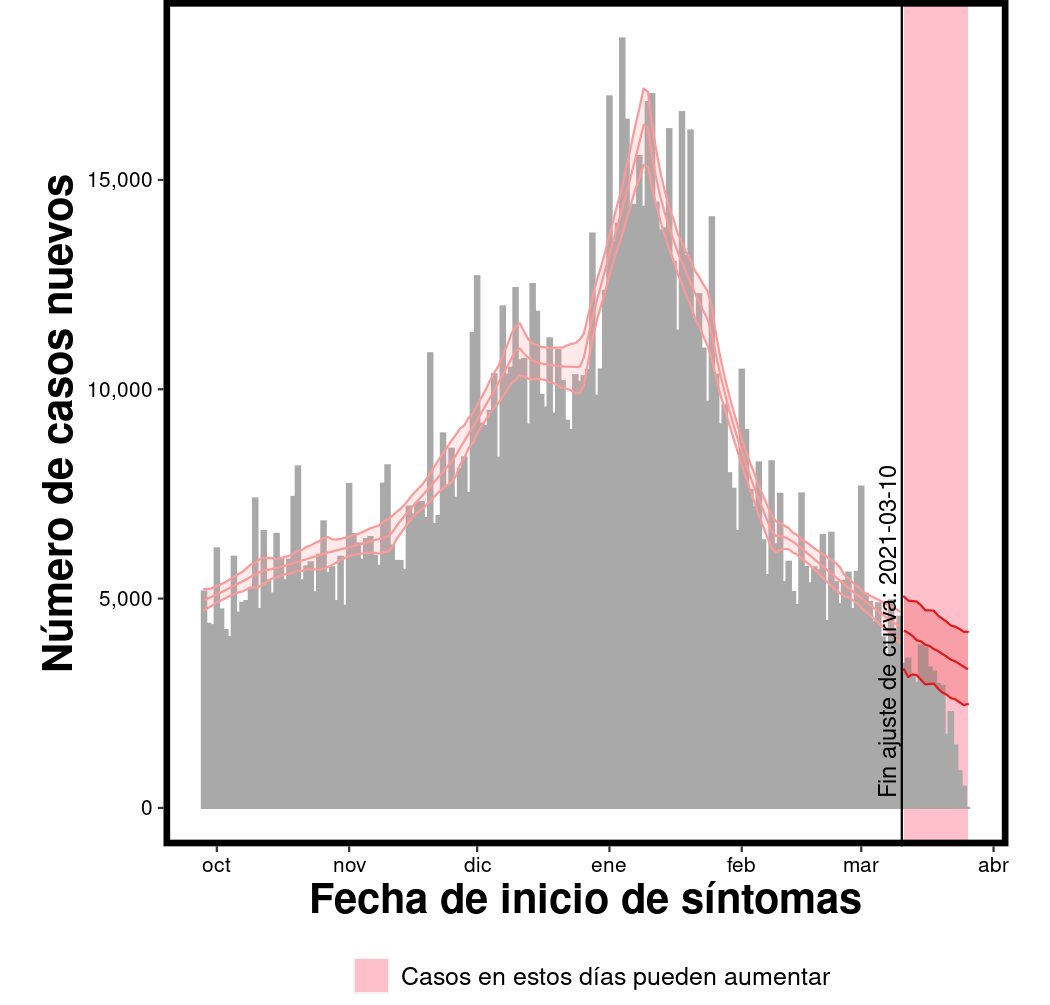 Número de casos nuevos
15,000
10,000
5,000
0
Fin ajuste de curva: 2021-03-10
oct nov dic ene feb mar abr
Fecha de inicio de síntomas
Casos en estos días pueden aumentar